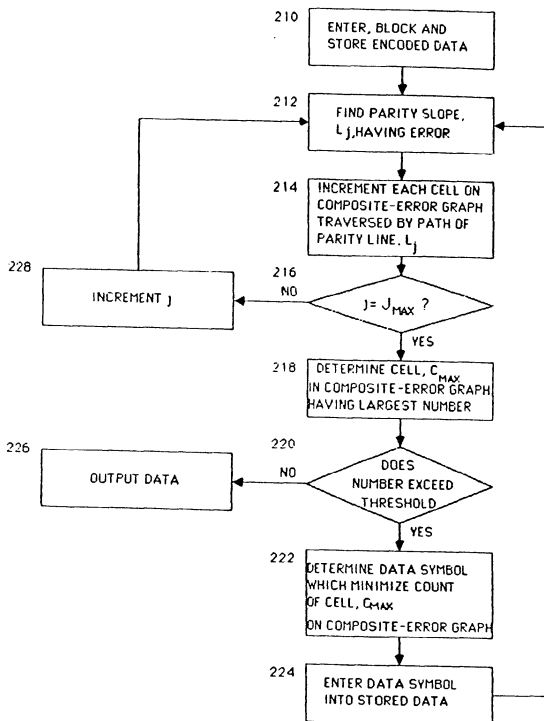 210
ENTER, BLOCK AND
STORE ENCODED DATA
212
FIND PARITY SLOPE,
Lj, HAVING ERROR
214
INCREMENT EACH CELL ON
COMPOSITE-ERROR GRAPH
TRAVERSED BY PATH OF
PARITY LINE, Lj
228
INCREMENT J
216
NO
J = JMAX ?
YES
218
DETERMINE CELL, CMAX
IN COMPOSITE-ERROR GRAPH
HAVING LARGEST NUMBER
226
OUTPUT DATA
220
NO
DOES
NUMBER EXCEED
THRESHOLD
YES
222
DETERMINE DATA SYMBOL
WHICH MINIMIZE COUNT
OF CELL, CMAX
ON COMPOSITE-ERROR GRAPH
224
ENTER DATA SYMBOL
INTO STORED DATA